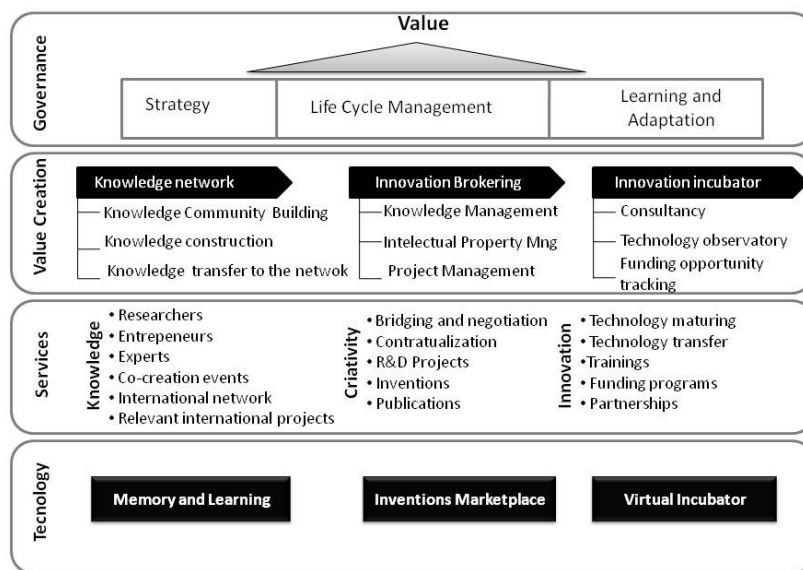 Value
Governance
Strategy
Life Cycle Management
Learning and
Adaptation
Value Creation
Knowledge network
Knowledge Community Building
Knowledge construction
Knowledge transfer to the netwok
Innovation Brokering
Knowledge Management
Intelectual Property Mng
Project Management
Innovation incubator
Consultancy
Technology observatory
Funding opportunity
tracking
Services
Knowledge
• Researchers
• Entrepeneurs
• Experts
• Co-creation events
• International network
• Relevant international projects
Criativity
• Bridging and negotiation
• Contratualization
• R&D Projects
• Inventions
• Publications
Innovation
• Technology maturing
• Technology transfer
•Trainings
• Funding programs
• Partnerships
Tecnology
Memory and Learning
Inventions Marketplace
Virtual Incubator